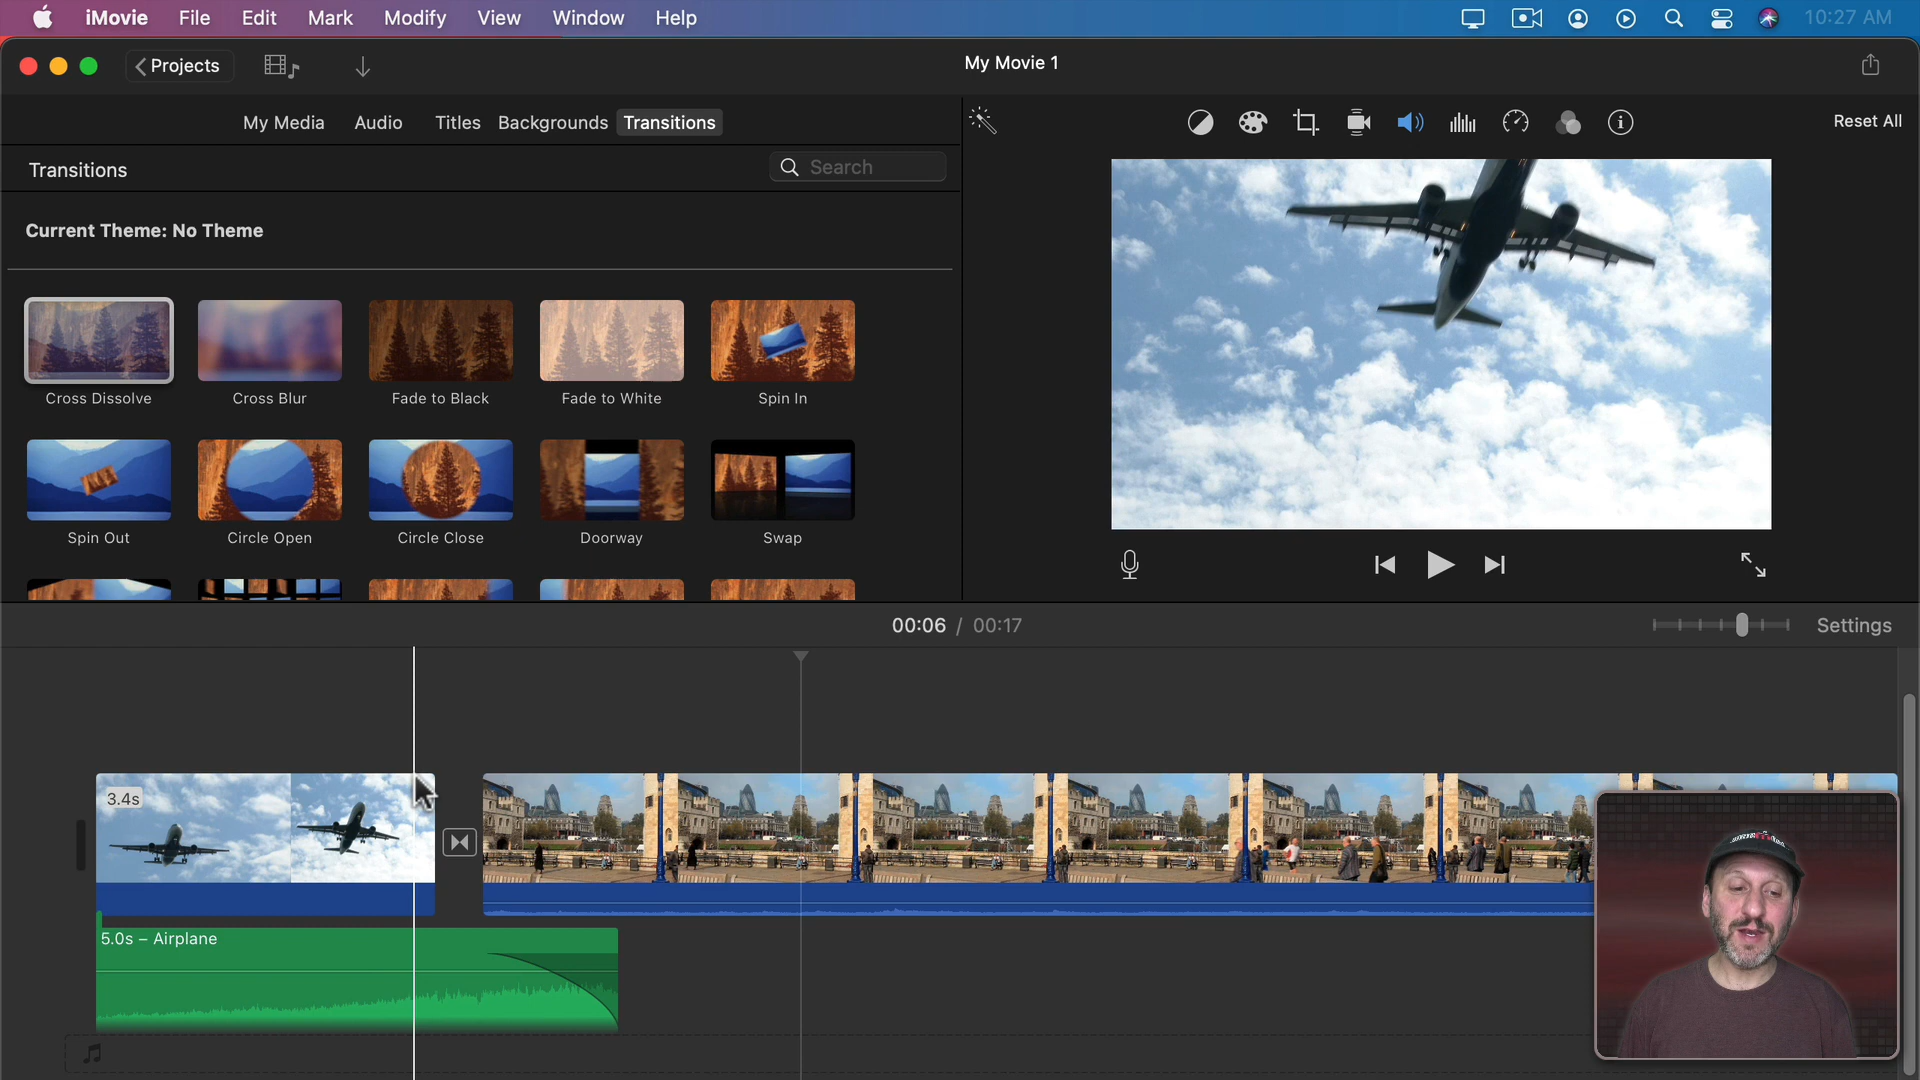 iMovie File Edit Mark Modify View Window Help 10:27 AM
Projects My Movie 1
My Media Audio Titles Backgrounds Transitions Reset All
Transitions Search
Current Theme: No Theme
Cross Dissolve Cross Blur Fade to Black Fade to White Spin In
Spin Out Circle Open Circle Close Doorway Swap
00:06 / 00:17 Settings
3.4s
5.0s – Airplane